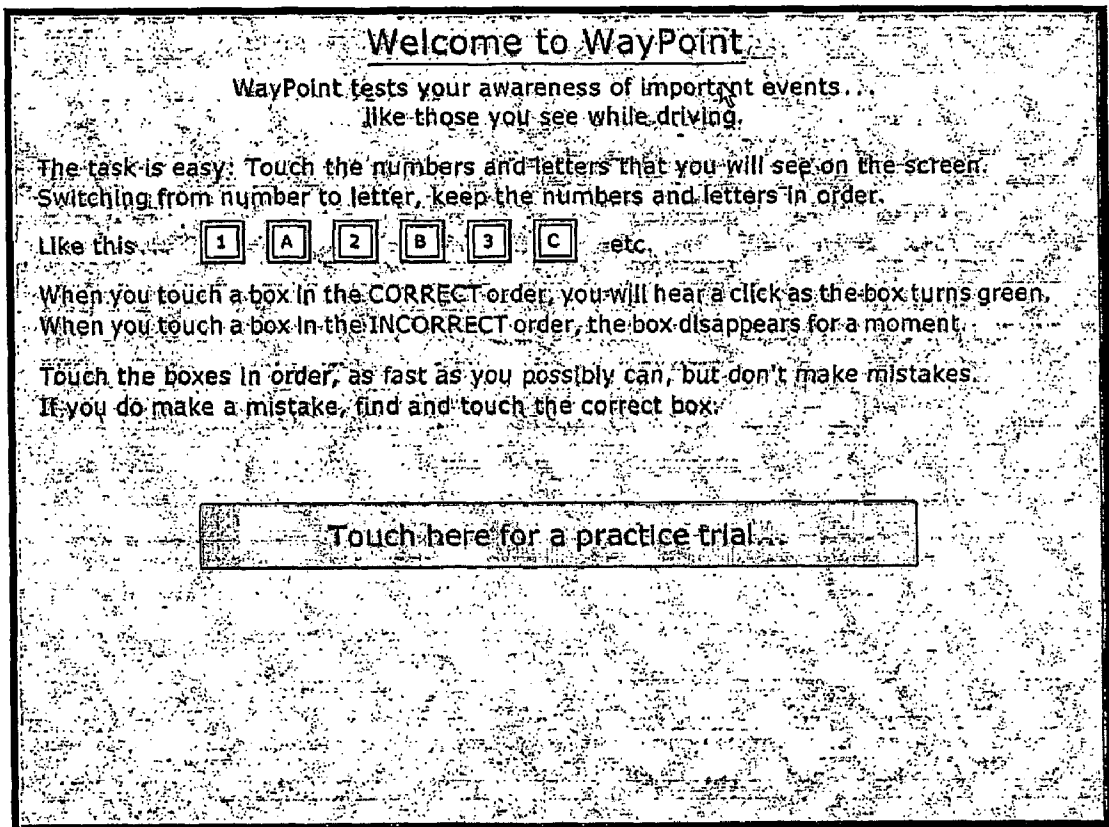 Welcome to WayPoint
WayPoint tests your awareness of important events...
like those you see while driving.
The task is easy: Touch the numbers and letters that you will see on the screen.
Switching from number to letter, keep the numbers and letters in order.
Like this... 1 A 2 B 3 C etc.
When you touch a box in the CORRECT order, you will hear a click as the box turns green.
When you touch a box in the INCORRECT order, the box disappears for a moment.
Touch the boxes in order, as fast as you possibly can, but don't make mistakes.
If you do make a mistake, find and touch the correct box.
Touch here for a practice trial...